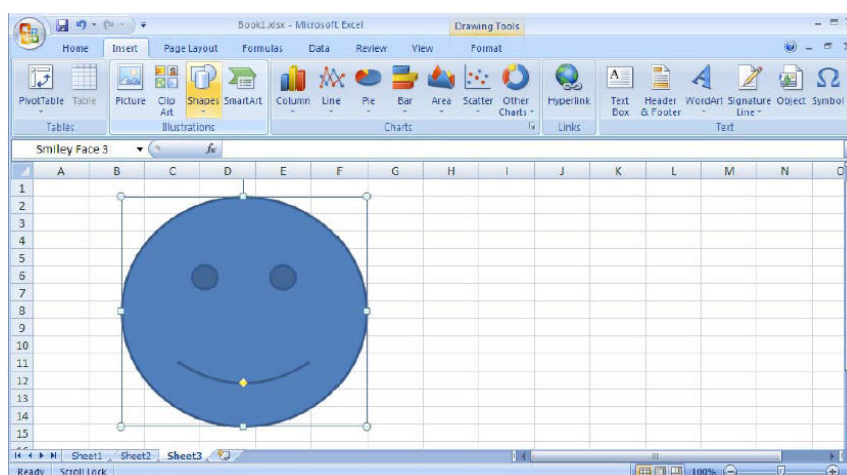 Book1.xlsx - Microsoft Excel
Drawing Tools
Home Insert Page Layout Formulas Data Review View Format
PivotTable Table Picture Clip Art Shapes SmartArt Column Line Pie Bar Area Scatter Other Charts Hyperlink Text Box Header & Footer WordArt Signature Line Object Symbol
Tables Illustrations Charts Links Text
Smiley Face 3 fx
A B C D E F G H I J K L M N O
1
2
3
4
5
6
7
8
9
10
11
12
13
14
15
Sheet1 Sheet2 Sheet3
Ready Scroll Lock 100%